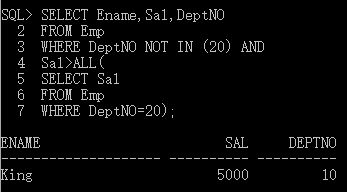 SQL> SELECT Ename,Sal,DeptNO
2 FROM Emp
3 WHERE DeptNO NOT IN (20) AND
4 Sal>ALL(
5 SELECT Sal
6 FROM Emp
7 WHERE DeptNO=20);
ENAME SAL DEPTNO
-------------------- ---------- ----------
King 5000 10